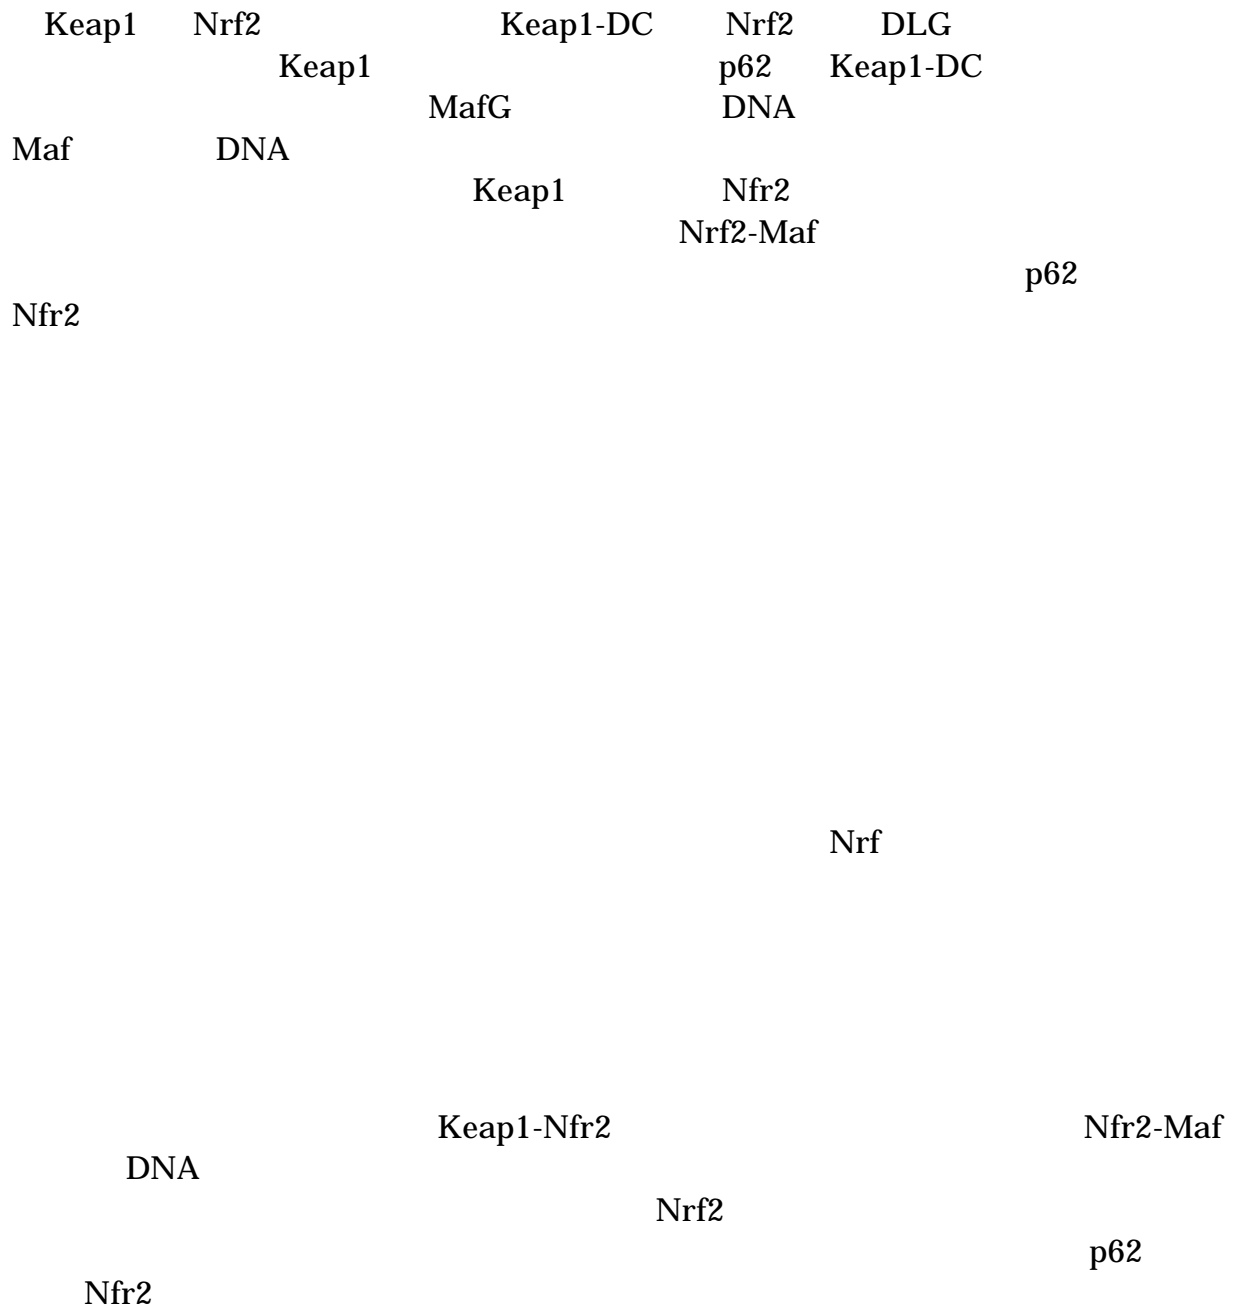 Keap1 Nrf2 Keap1-DC Nrf2 DLG
Keap1 p62 Keap1-DC
MafG DNA
Maf DNA
Keap1 Nfr2
Nrf2-Maf
p62
Nfr2
Nrf
Keap1-Nfr2 Nfr2-Maf
DNA
Nrf2
p62
Nfr2